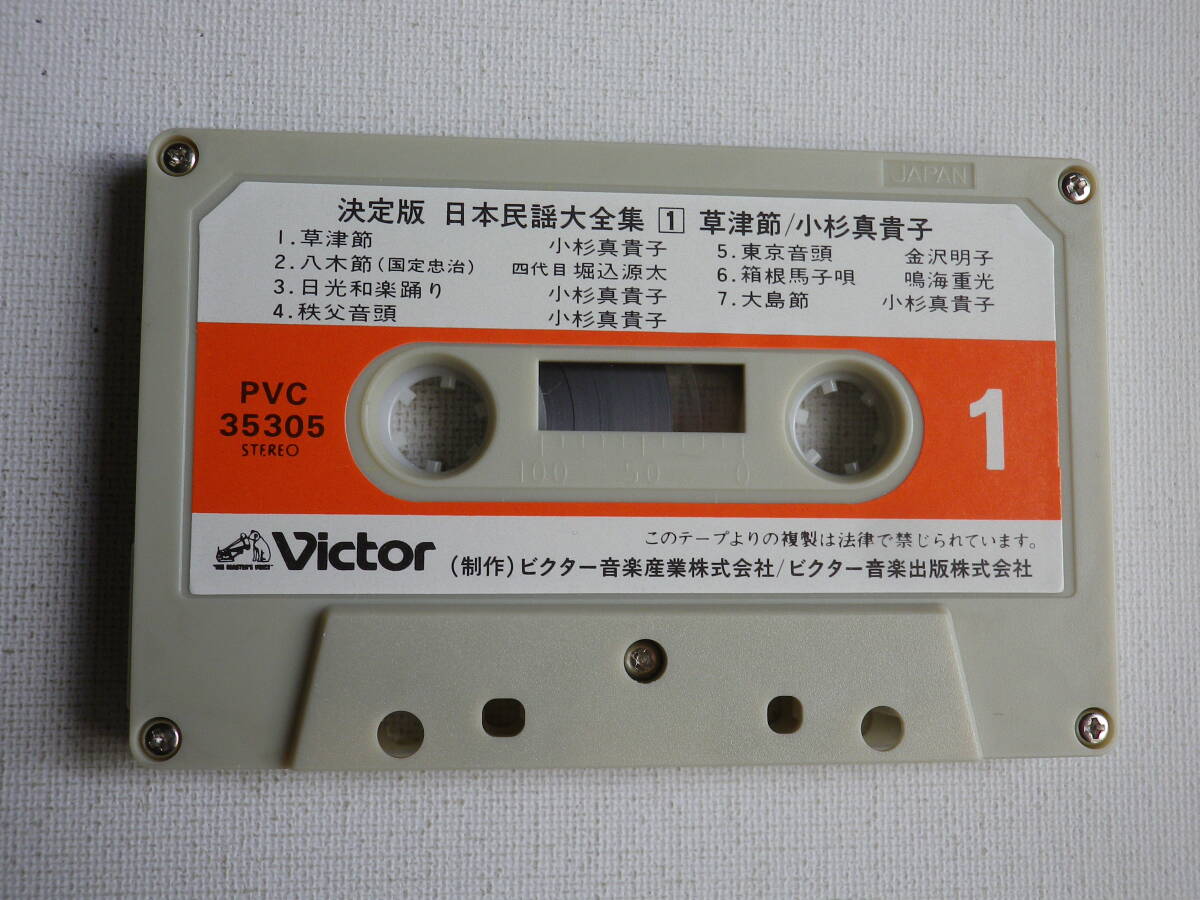 JAPAN
決定版 日本民謡大全集 1 草津節/小杉真貴子
1.草津節 小杉真貴子
2.八木節(国定忠治) 四代目堀込源太
3.日光和楽踊り 小杉真貴子
4.秩父音頭 小杉真貴子
5.東京音頭 金沢明子
6.箱根馬子唄 鳴海重光
7.大島節 小杉真貴子
PVC
35305
STEREO
100 50 0
1
"HIS MASTER'S VOICE"
Victor
このテープよりの複製は法律で禁じられています。
(制作)ビクター音楽産業株式会社/ビクター音楽出版株式会社